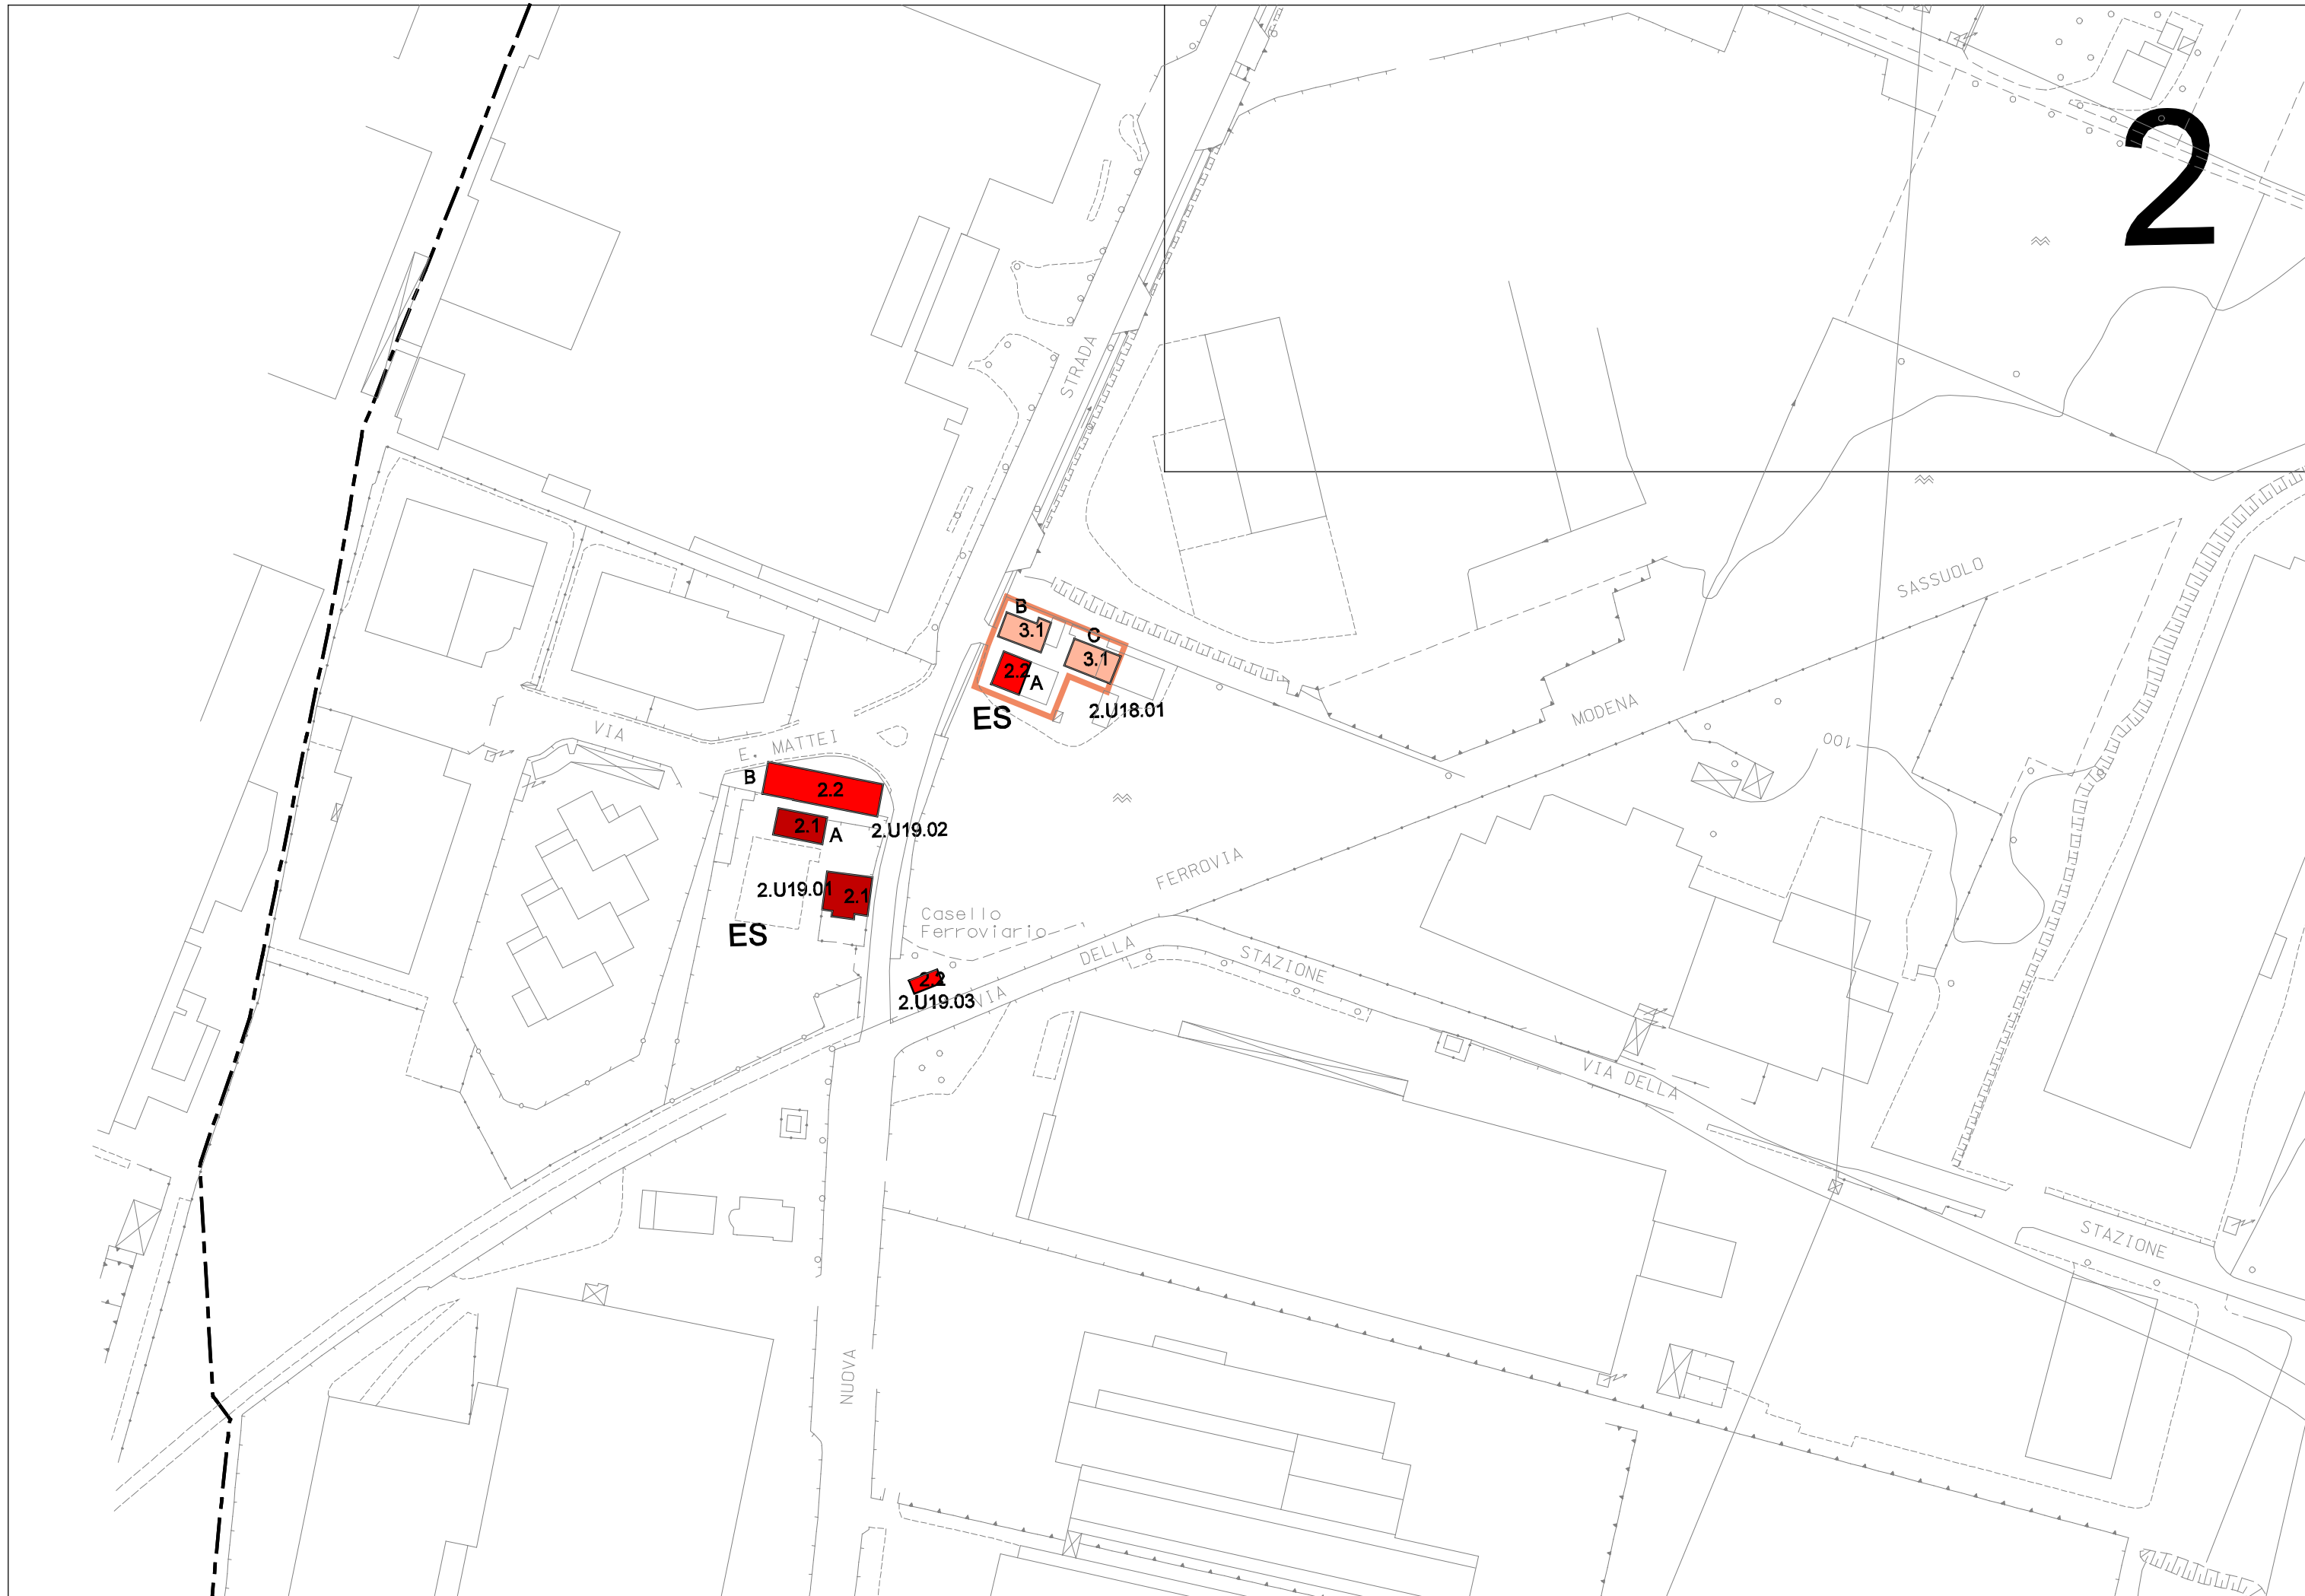 2
STRADA
SASSUOLO
B
3.1
C
3.1
2.2
A
ES
2.U18.01
MODENA
VIA
E. MATTEI
100
B
2.2
2.1
A
2.U19.02
FERROVIA
2.U19.01
2.1
ES
Casello
Ferroviario
DELLA
STAZIONE
2.U19.03
VIA
VIA DELLA
STAZIONE
NUOVA